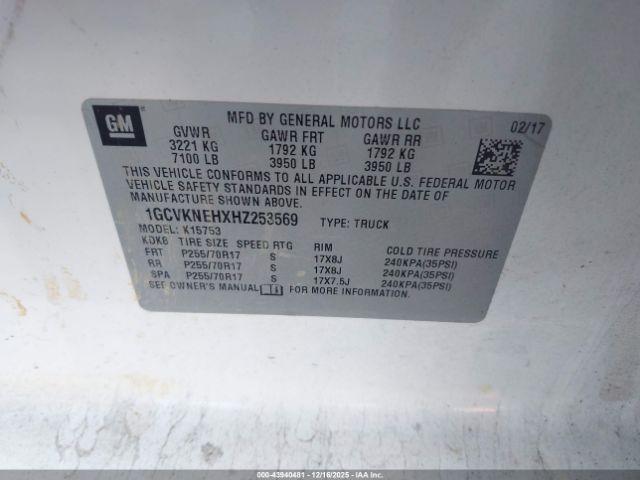 GM
MFD BY GENERAL MOTORS LLC 02/17
GVWR GAWR FRT GAWR RR
3221 KG 1792 KG 1792 KG
7100 LB 3950 LB 3950 LB
THIS VEHICLE CONFORMS TO ALL APPLICABLE U.S. FEDERAL MOTOR
VEHICLE SAFETY STANDARDS IN EFFECT ON THE DATE OF
MANUFACTURE SHOWN ABOVE.
1GCVKNEHXHZ253569 TYPE: TRUCK
MODEL: K15753
KDK8 TIRE SIZE SPEED RTG RIM COLD TIRE PRESSURE
FRT P255/70R17 S 17X8J 240KPA(35PSI)
RR P255/70R17 S 17X8J 240KPA(35PSI)
SPA P255/70R17 S 17X7.5J 240KPA(35PSI)
SEE OWNER'S MANUAL FOR MORE INFORMATION.
000-43940481 - 12/16/2025 - IAAI.COM